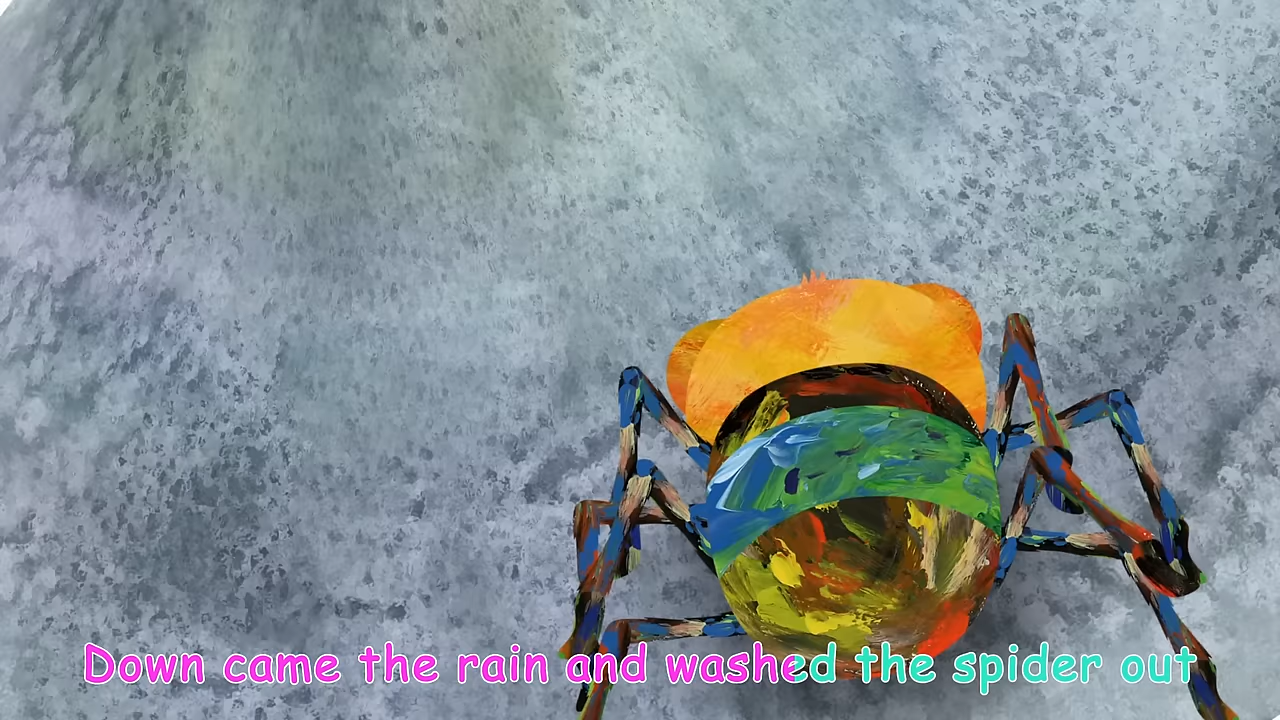 Down came the rain and washed the spider out